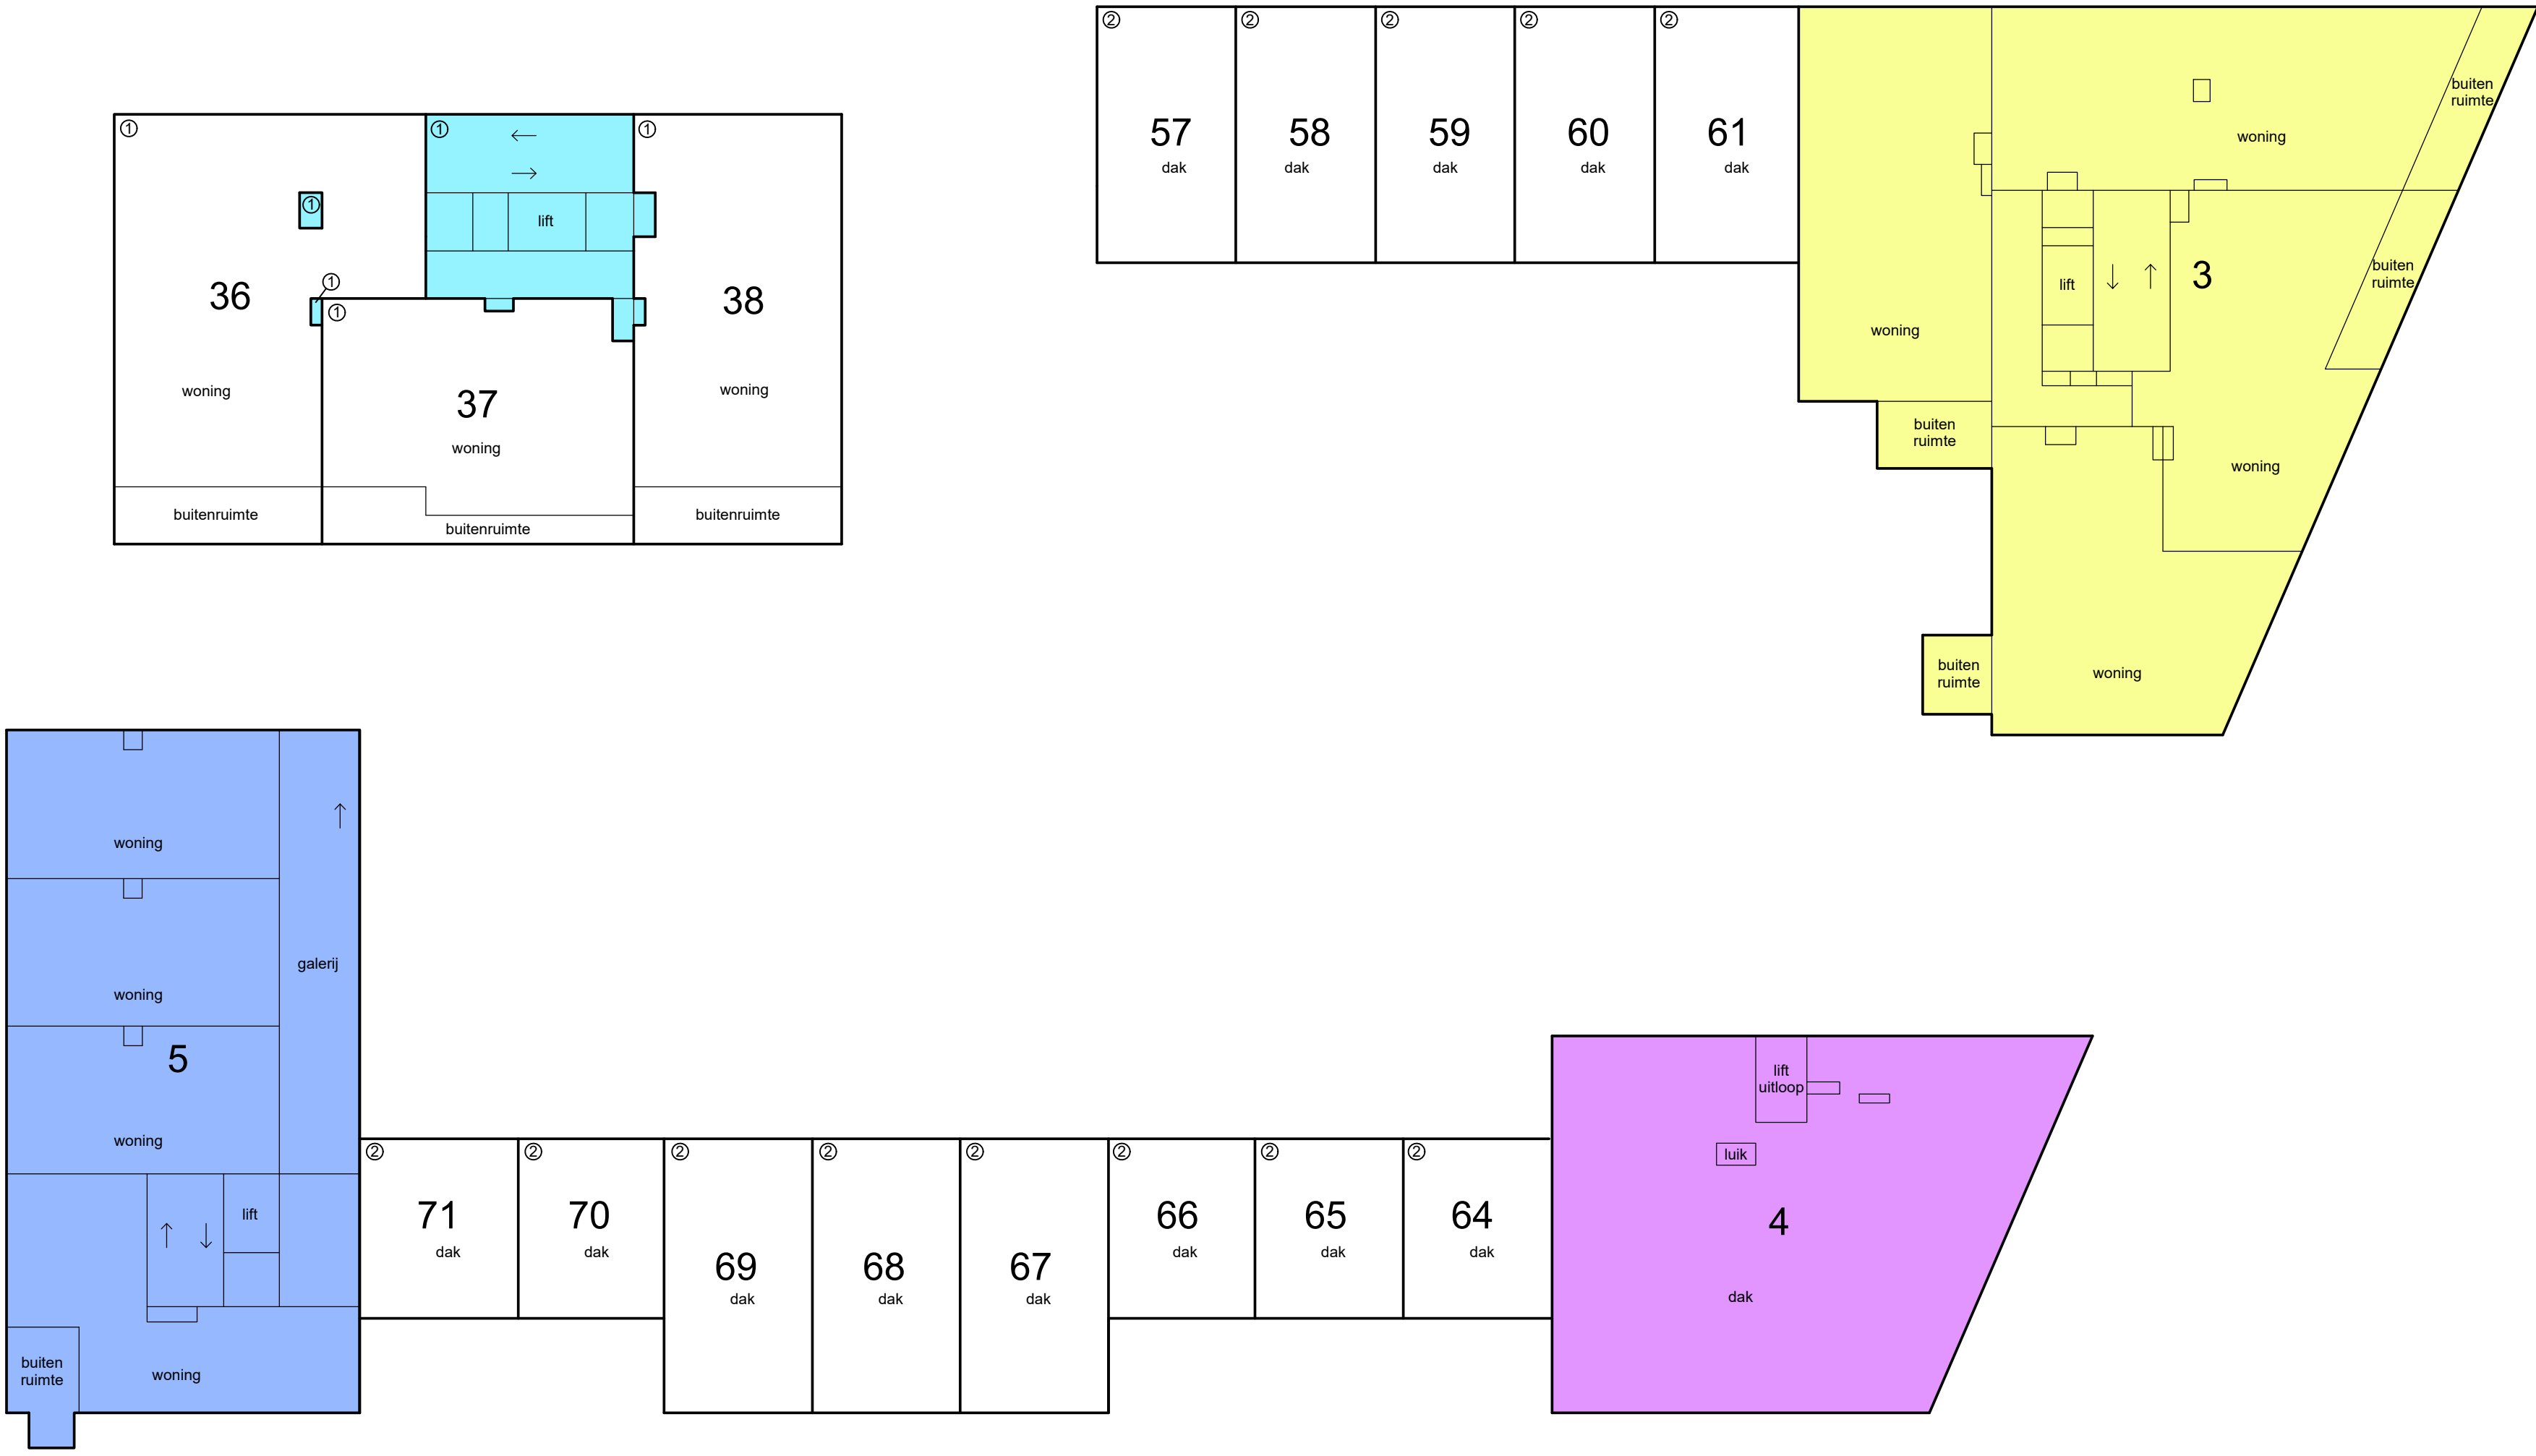 ①
①
①
①
lift
①
①
36
38
woning
37
woning
woning
buitenruimte
buitenruimte
buitenruimte
②
②
②
②
②
57
58
59
60
61
dak
dak
dak
dak
dak
buiten
ruimte
woning
buiten
ruimte
lift
3
woning
buiten
ruimte
woning
buiten
ruimte
woning
woning
woning
galerij
5
woning
lift
buiten
ruimte
woning
②
②
②
②
②
②
②
②
71
70
69
68
67
66
65
64
dak
dak
dak
dak
dak
dak
dak
dak
lift
uitloop
luik
4
dak